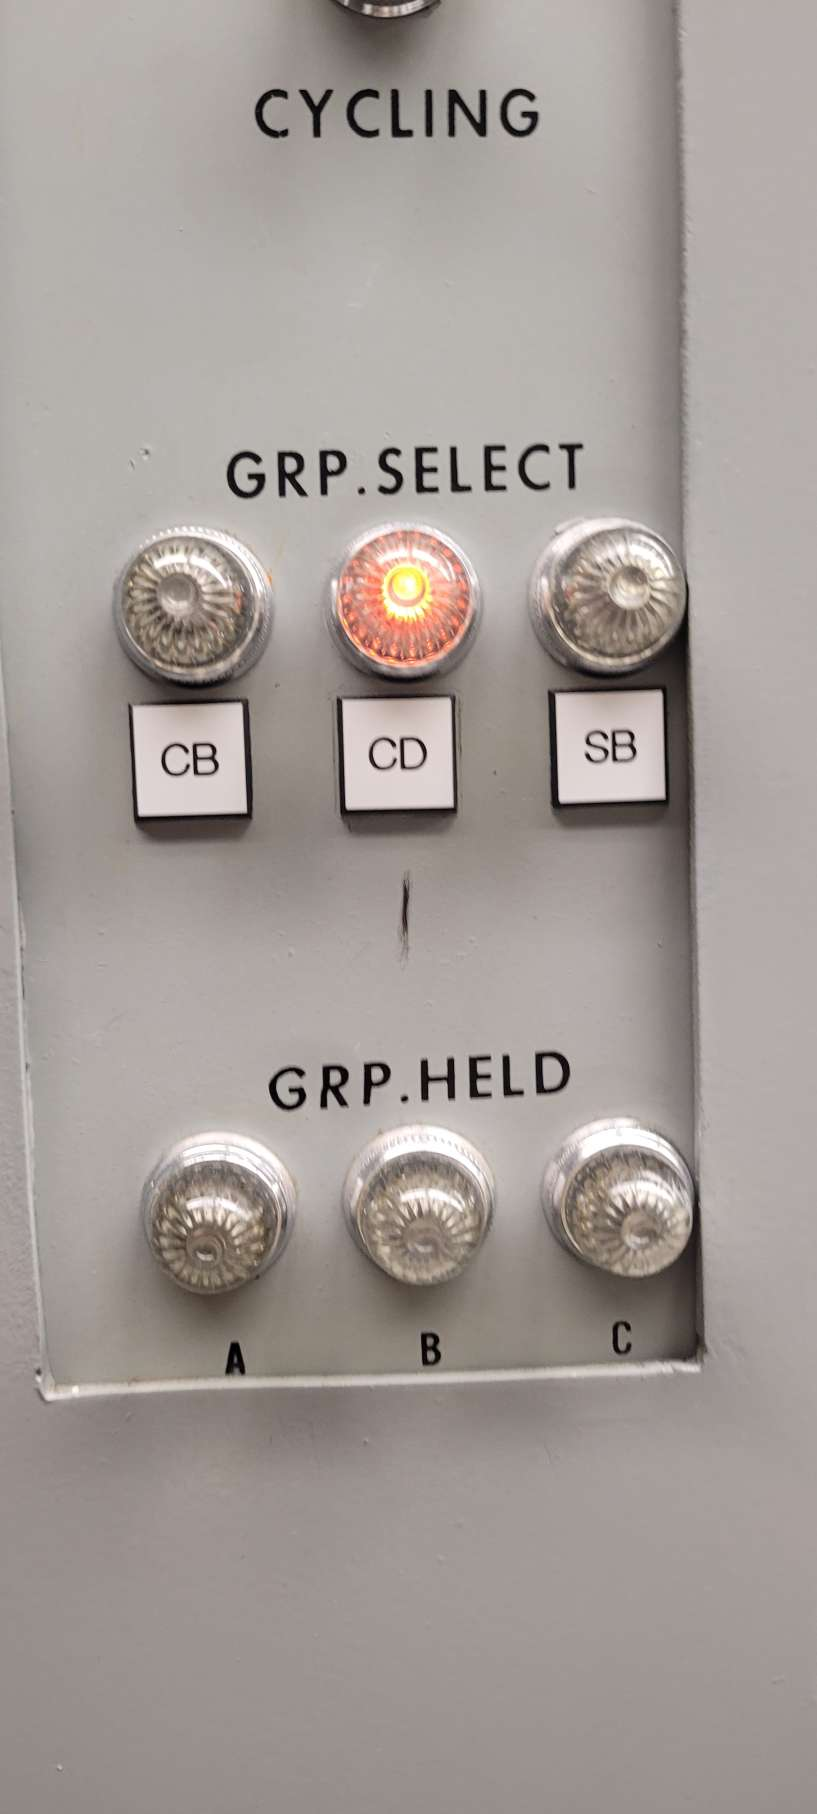 CYCLING
GRP.SELECT
CB CD SB
GRP.HELD
A B C